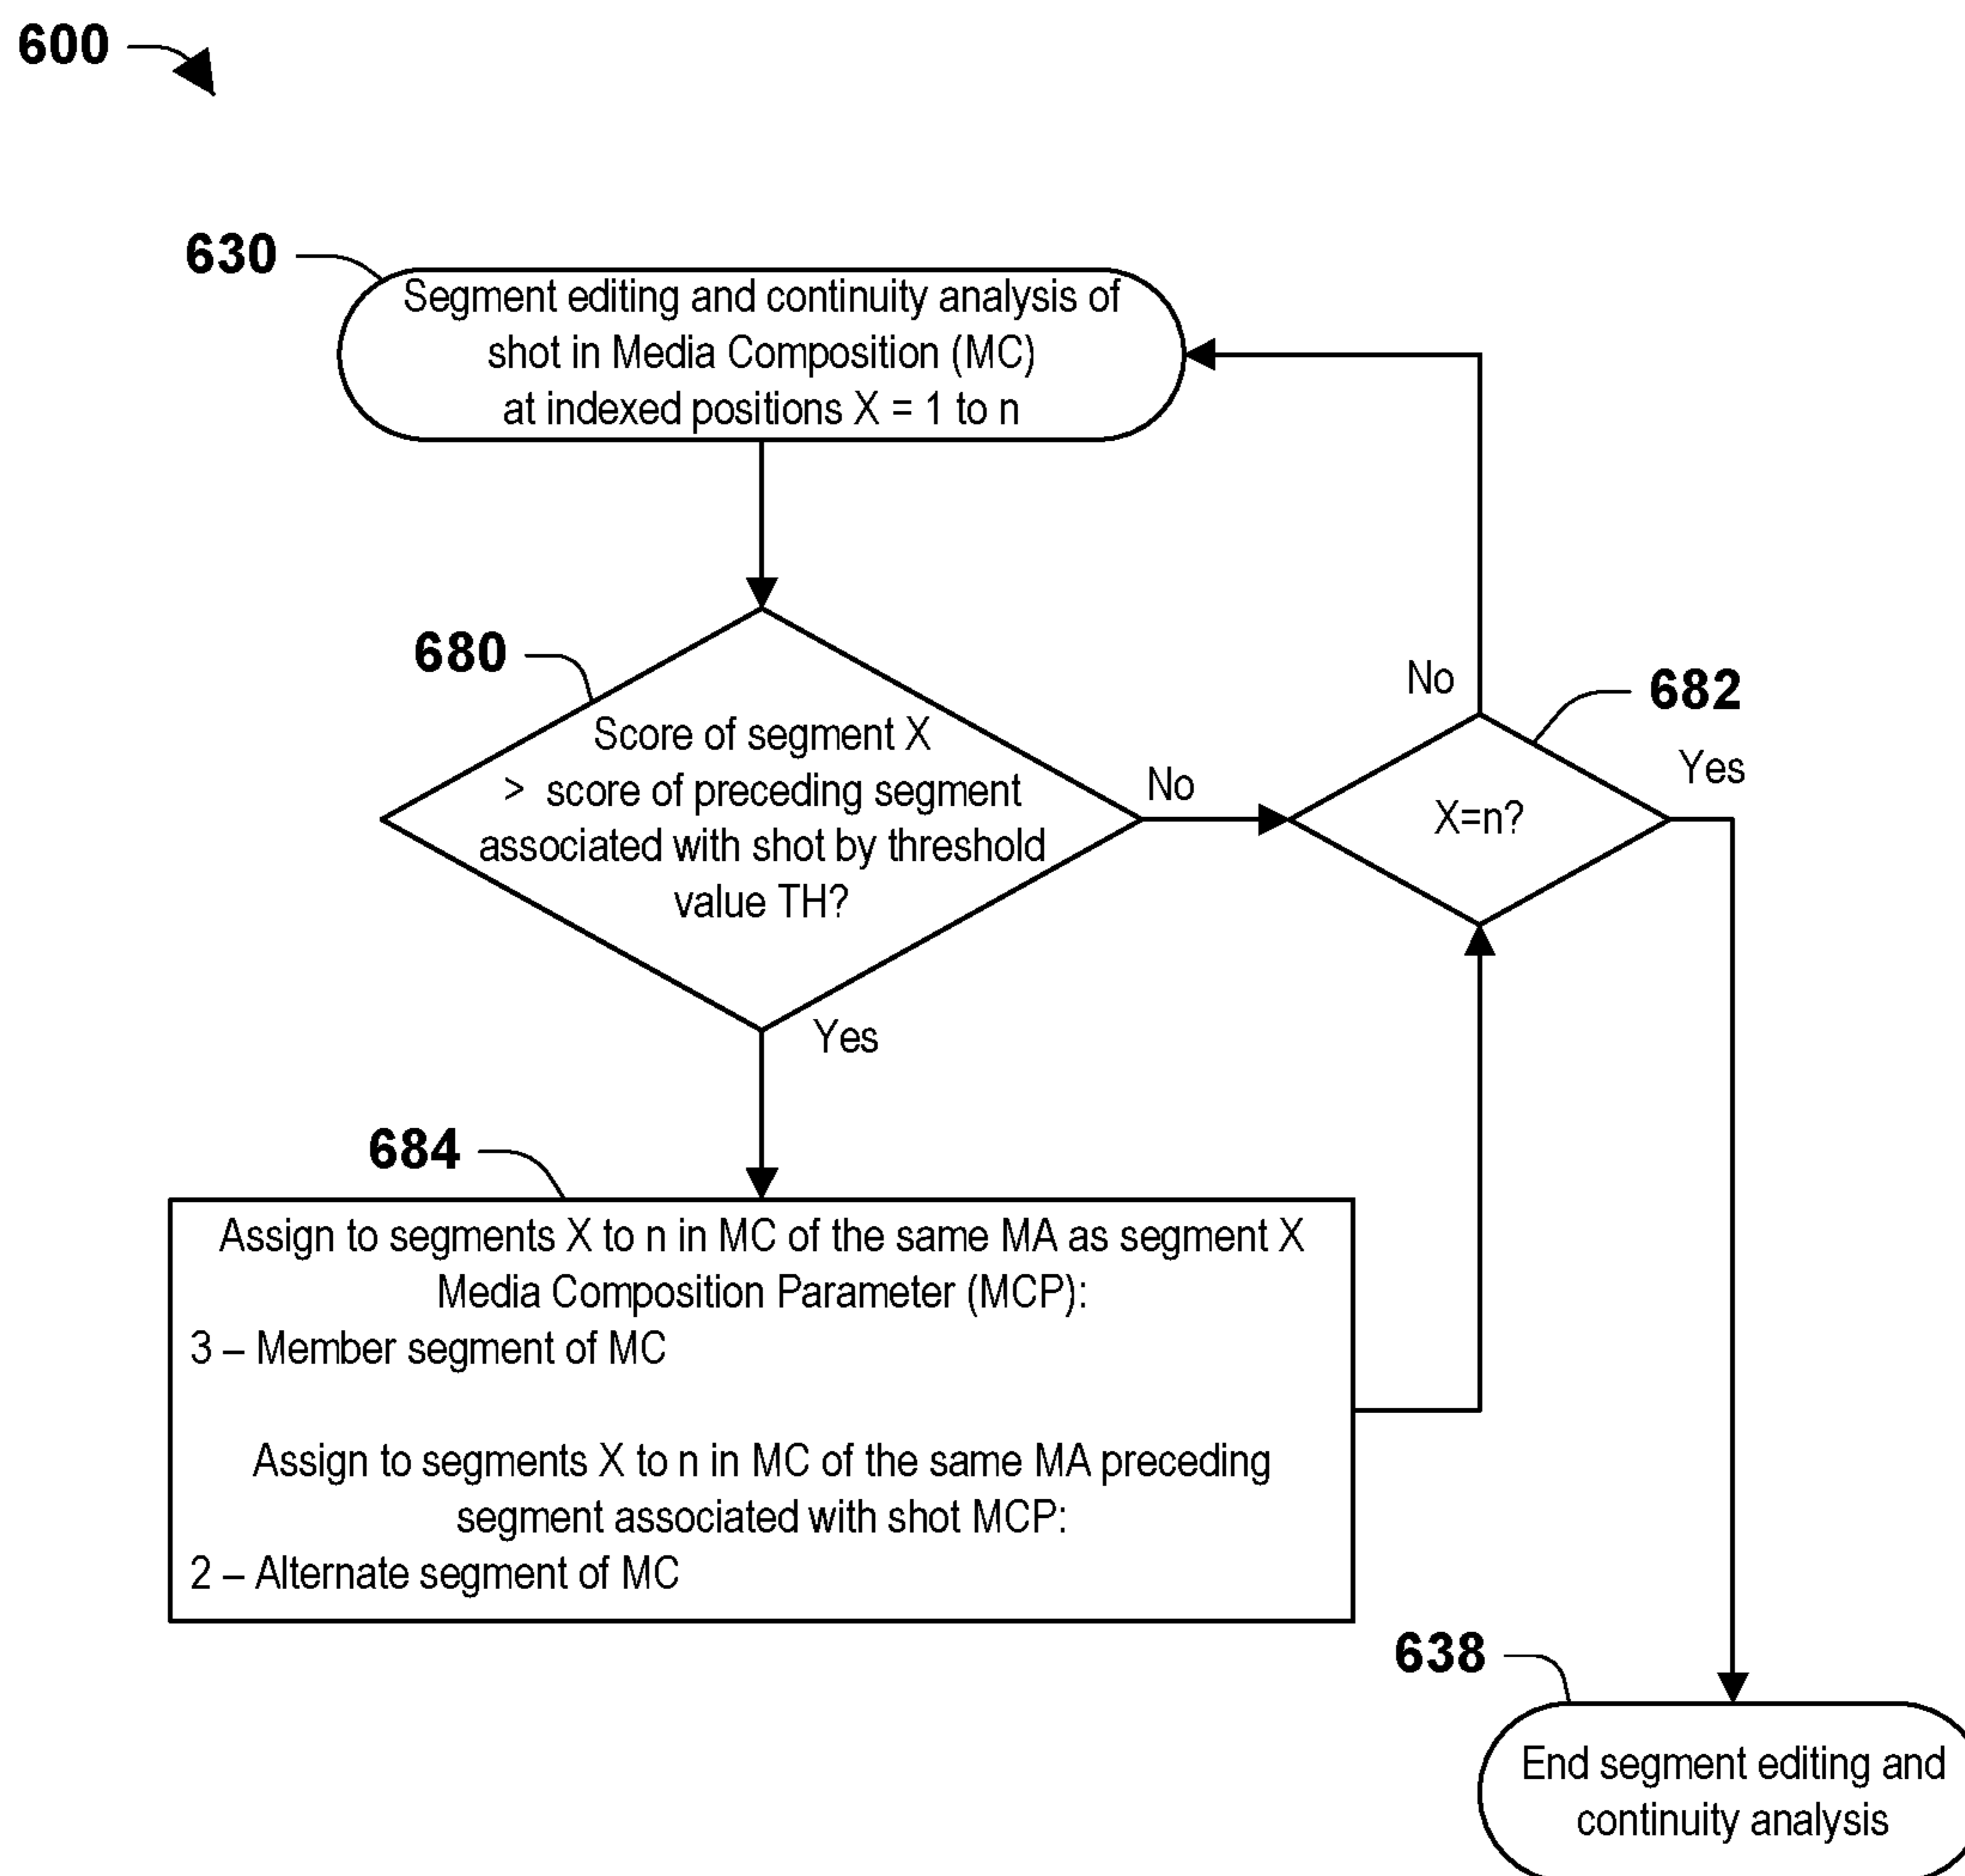 600
630
Segment editing and continuity analysis of
shot in Media Composition (MC)
at indexed positions X = 1 to n
680
Score of segment X
> score of preceding segment
associated with shot by threshold
value TH?
No
Yes
No
682
Yes
X=n?
684
Assign to segments X to n in MC of the same MA as segment X
Media Composition Parameter (MCP):
3 – Member segment of MC
Assign to segments X to n in MC of the same MA preceding
segment associated with shot MCP:
2 – Alternate segment of MC
638
End segment editing and
continuity analysis